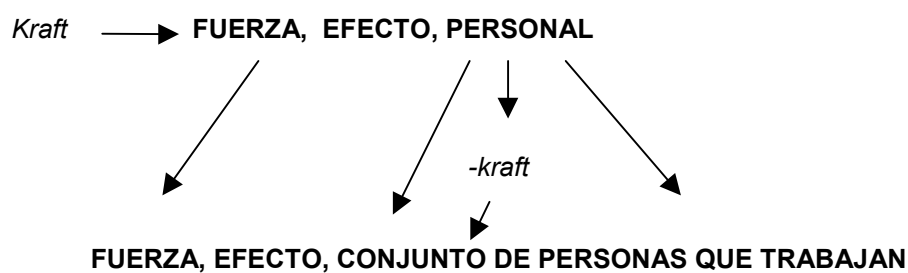 Kraft FUERZA, EFECTO, PERSONAL
-kraft
FUERZA, EFECTO, CONJUNTO DE PERSONAS QUE TRABAJAN